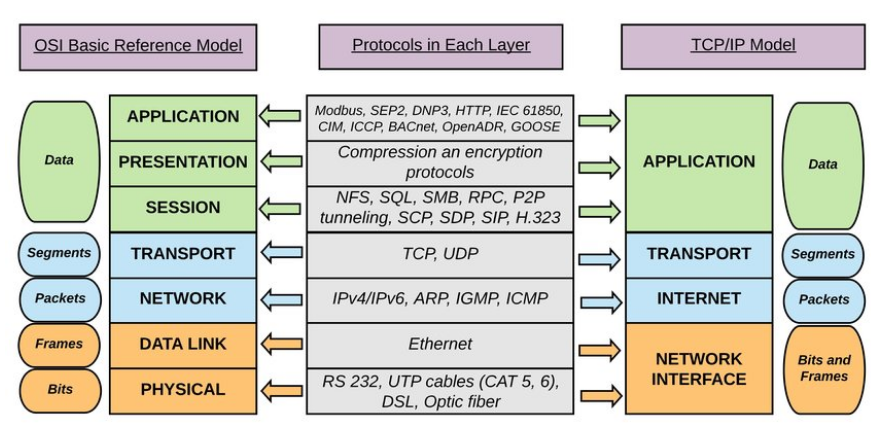 OSI Basic Reference Model
Protocols in Each Layer
TCP/IP Model
Data
APPLICATION
Modbus, SEP2, DNP3, HTTP, IEC 61850,
CIM, ICCP, BACnet, OpenADR, GOOSE
APPLICATION
Data
PRESENTATION
Compression an encryption
protocols
SESSION
NFS, SQL, SMB, RPC, P2P
tunneling, SCP, SDP, SIP, H.323
Segments
TRANSPORT
TCP, UDP
TRANSPORT
Segments
Packets
NETWORK
IPv4/IPv6, ARP, IGMP, ICMP
INTERNET
Packets
Frames
DATA LINK
Ethernet
NETWORK
INTERFACE
Bits and
Frames
Bits
PHYSICAL
RS 232, UTP cables (CAT 5, 6),
DSL, Optic fiber